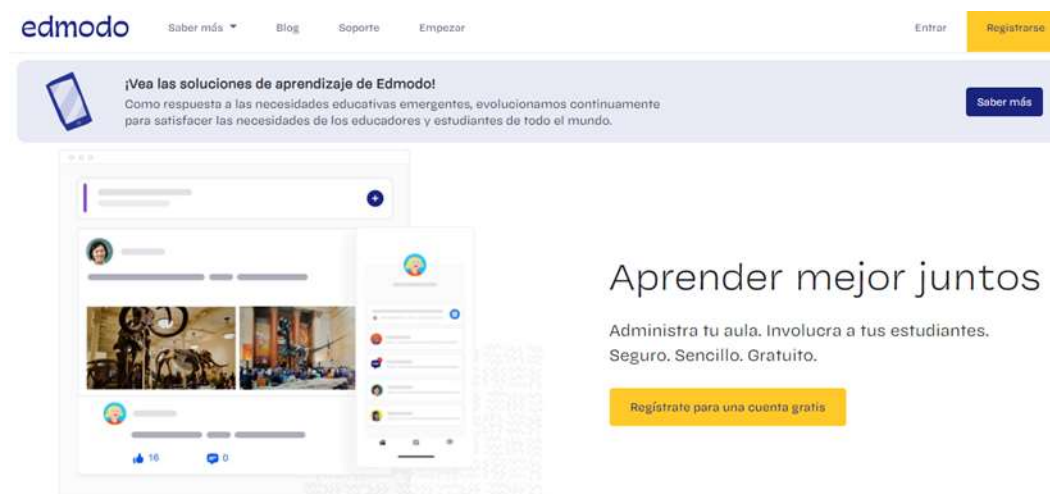 edmodo
Saber más
Blog
Soporte
Empezar
Entrar
Registrarse
¡Vea las soluciones de aprendizaje de Edmodo!
Como respuesta a las necesidades educativas emergentes, evolucionamos continuamente
para satisfacer las necesidades de los educadores y estudiantes de todo el mundo.
Saber más
16
0
Aprender mejor juntos
Administra tu aula. Involucra a tus estudiantes.
Seguro. Sencillo. Gratuito.
Regístrate para una cuenta gratis